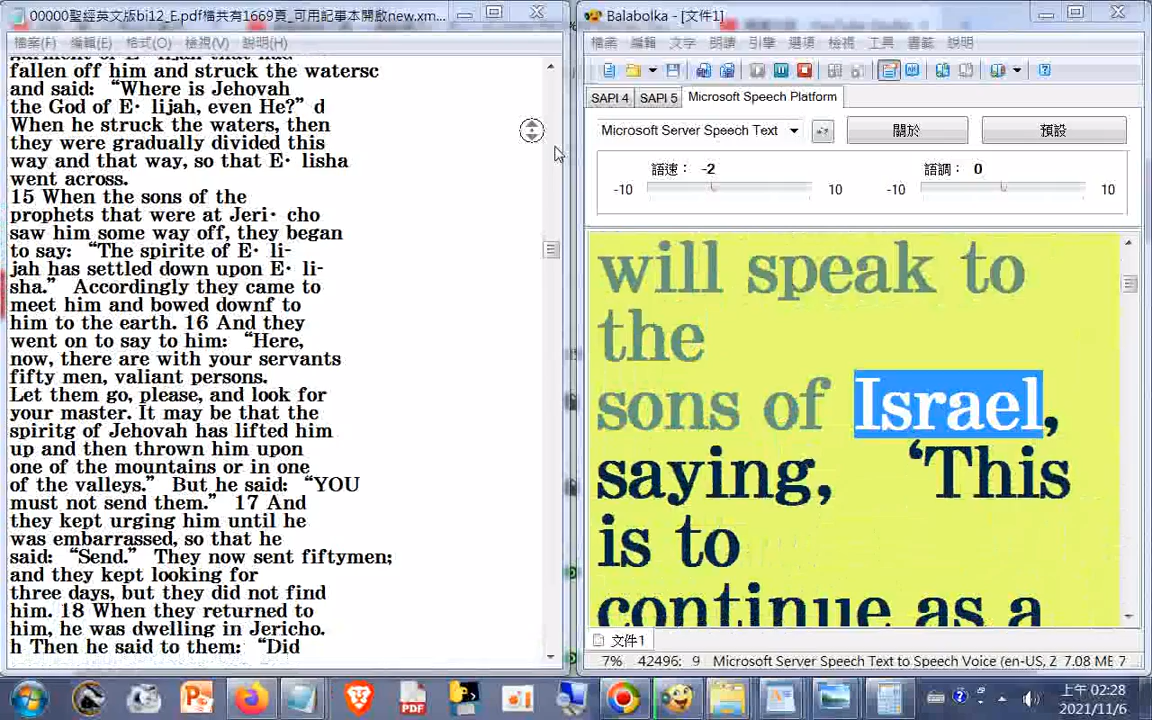 00000聖經英文版bi12_E.pdf檔共有1669頁_可用記事本開啟new.xm...
檔案(F) 編輯(E) 格式(O) 檢視(V) 說明(H)
fallen off him and struck the watersc
and said: “Where is Jehovah
the God of E· lijah, even He?” d
When he struck the waters, then
they were gradually divided this
way and that way, so that E· lisha
went across.
15 When the sons of the
prophets that were at Jeri· cho
saw him some way off, they began
to say: “The spirite of E· li-
jah has settled down upon E· li-
sha.” Accordingly they came to
meet him and bowed downf to
him to the earth. 16 And they
went on to say to him: “Here,
now, there are with your servants
fifty men, valiant persons.
Let them go, please, and look for
your master. It may be that the
spiritg of Jehovah has lifted him
up and then thrown him upon
one of the mountains or in one
of the valleys.” But he said: “YOU
must not send them.” 17 And
they kept urging him until he
was embarrassed, so that he
said: “Send.” They now sent fiftymen;
and they kept looking for
three days, but they did not find
him. 18 When they returned to
him, he was dwelling in Jericho.
h Then he said to them: “Did
Balabolka - [文件1]
檔案 編輯 文字 朗讀 引擎 選項 檢視 工具 書籤 說明
SAPI 4 SAPI 5 Microsoft Speech Platform
Microsoft Server Speech Text 關於 預設
語速： -2 語調： 0
-10 10 -10 10
will speak to
the
sons of Israel,
saying, ‘This
is to
continue as a
文件1
7% 42496: 9 Microsoft Server Speech Text to Speech Voice (en-US, Z 7.08 MB 7
PDF
上午 02:28
2021/11/6